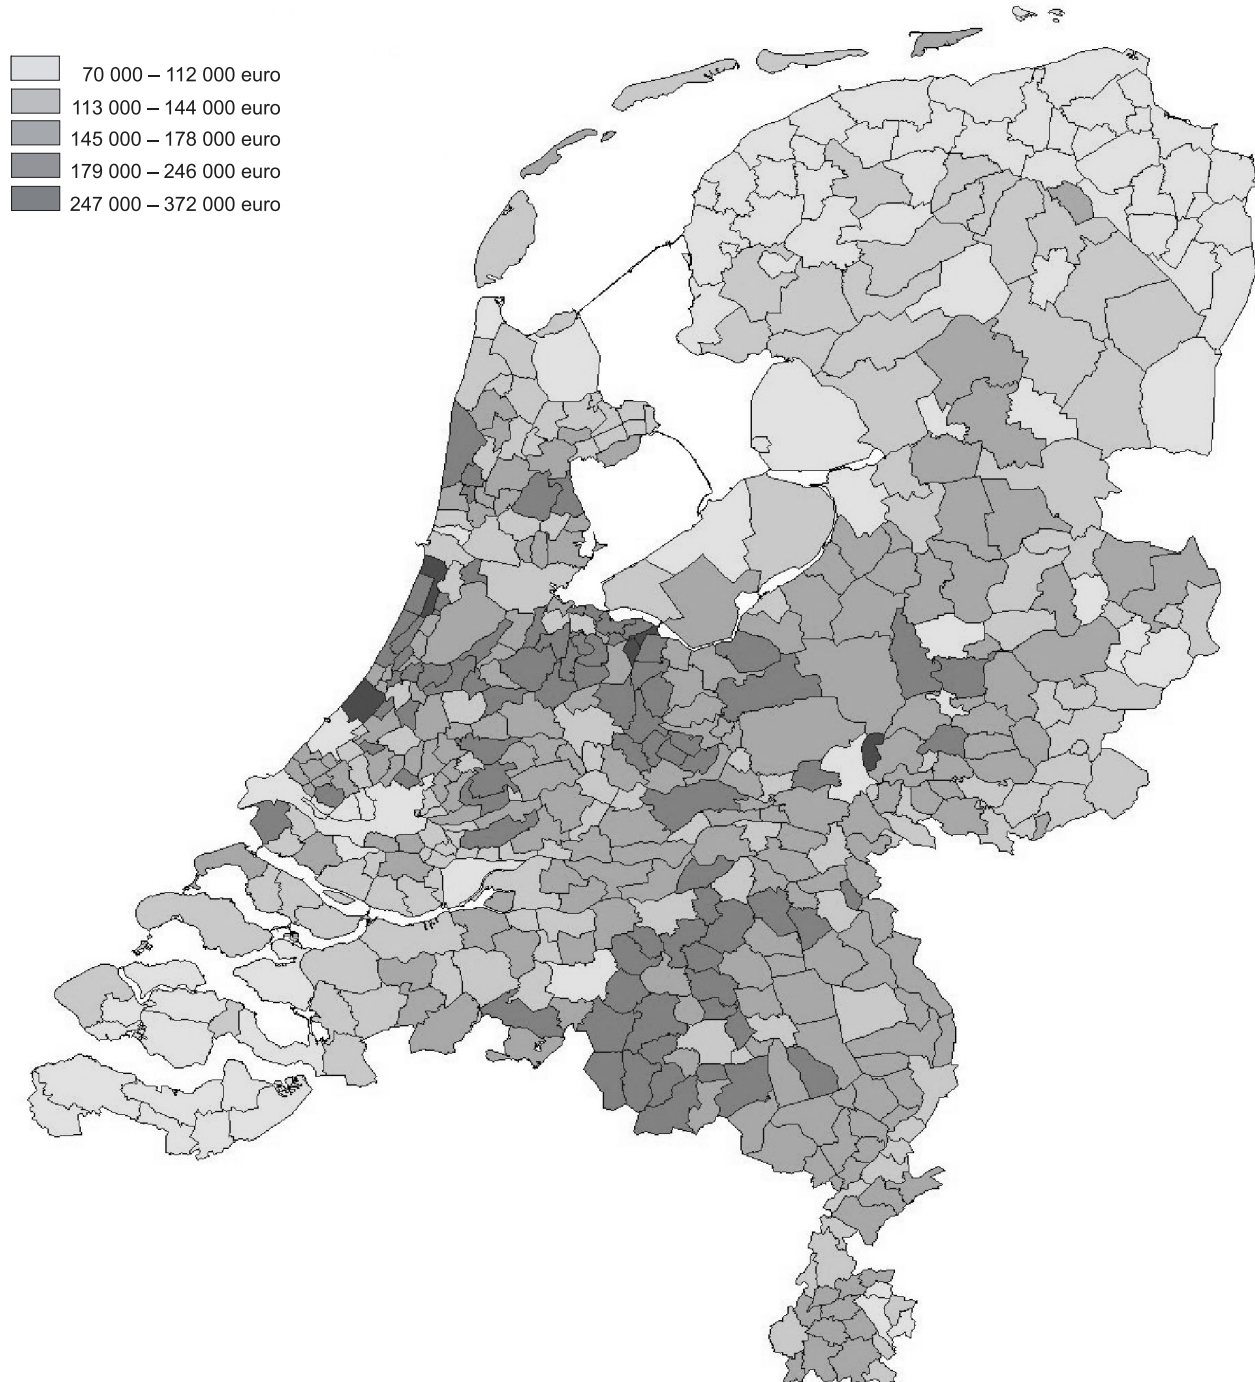 70 000 – 112 000 euro
113 000 – 144 000 euro
145 000 – 178 000 euro
179 000 – 246 000 euro
247 000 – 372 000 euro